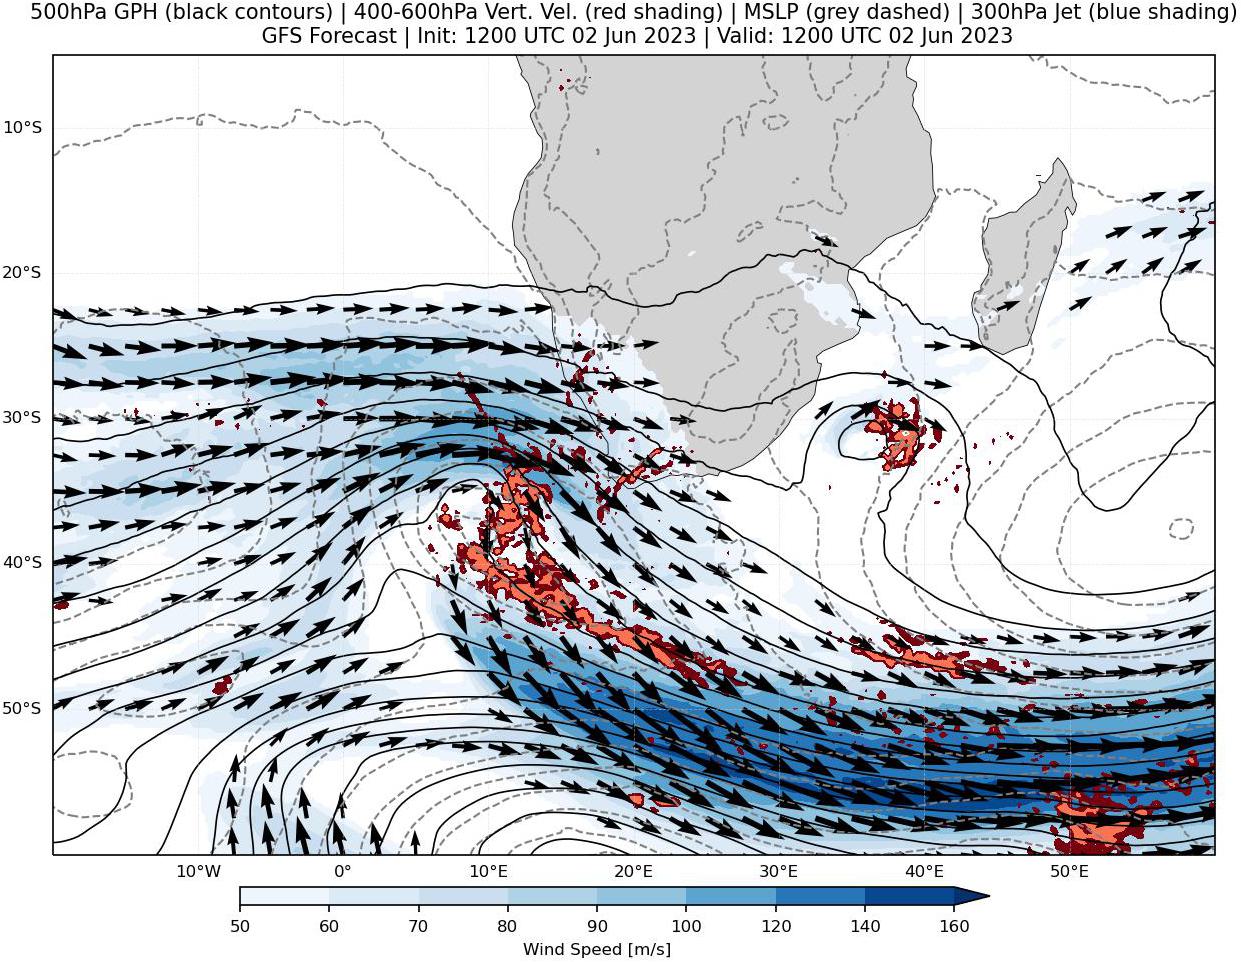 500hPa GPH (black contours) | 400-600hPa Vert. Vel. (red shading) | MSLP (grey dashed) | 300hPa Jet (blue shading)
GFS Forecast | Init: 1200 UTC 02 Jun 2023 | Valid: 1200 UTC 02 Jun 2023
10°S
20°S
30°S
40°S
50°S
10°W 0° 10°E 20°E 30°E 40°E 50°E
50 60 70 80 90 100 120 140 160
Wind Speed [m/s]